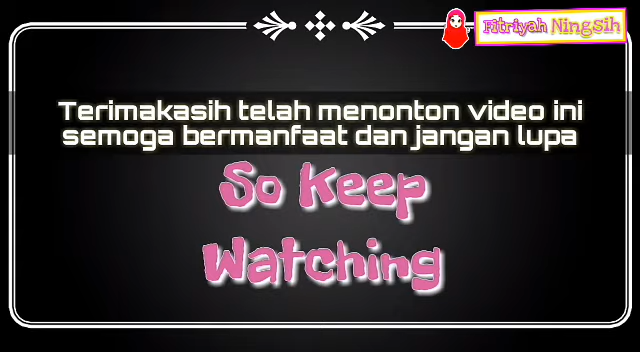 Fitriyah Ningsih
Terimakasih telah menonton video ini
semoga bermanfaat dan jangan lupa
So Keep
Watching